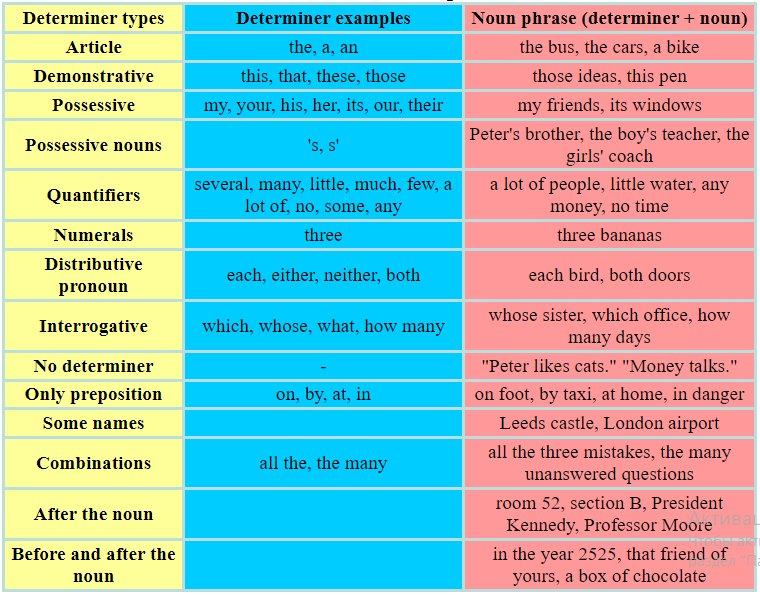 Determiner types Determiner examples Noun phrase (determiner + noun)
Article the, a, an the bus, the cars, a bike
Demonstrative this, that, these, those those ideas, this pen
Possessive my, your, his, her, its, our, their my friends, its windows
Possessive nouns 's, s' Peter's brother, the boy's teacher, the
girls' coach
Quantifiers several, many, little, much, few, a
lot of, no, some, any
a lot of people, little water, any
money, no time
Numerals three three bananas
Distributive
pronoun
each, either, neither, both each bird, both doors
Interrogative which, whose, what, how many whose sister, which office, how
many days
No determiner - "Peter likes cats." "Money talks."
Only preposition on, by, at, in on foot, by taxi, at home, in danger
Some names Leeds castle, London airport
Combinations all the, the many all the three mistakes, the many
unanswered questions
After the noun room 52, section B, President
Kennedy, Professor Moore
Before and after the
noun
in the year 2525, that friend of
yours, a box of chocolate